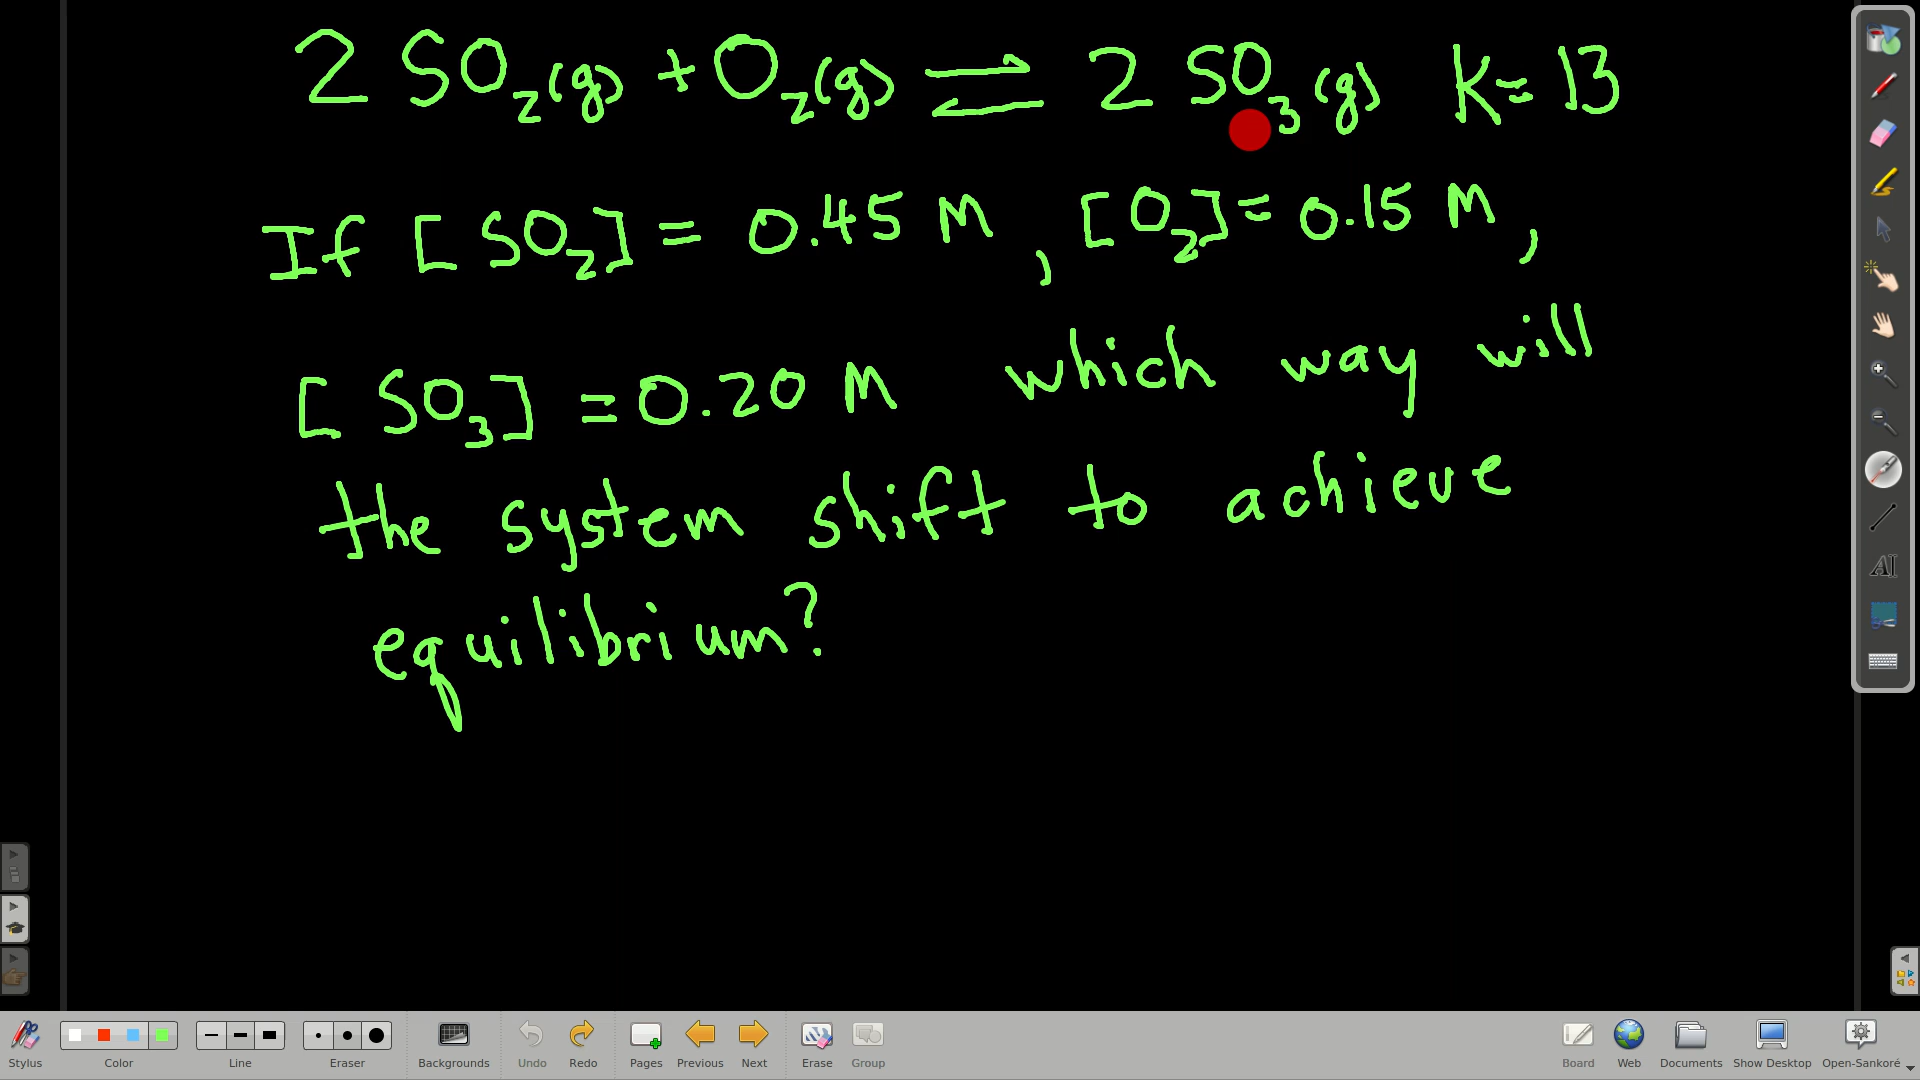 2 SO₂(g) + O₂(g) ⇌ 2 SO₃(g) K = 13
If [SO₂] = 0.45 M, [O₂] = 0.15 M,
[SO₃] = 0.20 M which way will
the system shift to achieve
equilibrium?
AI
Stylus Color Line Eraser Backgrounds Undo Redo Pages Previous Next Erase Group Board Web Documents Show Desktop Open-Sankoré